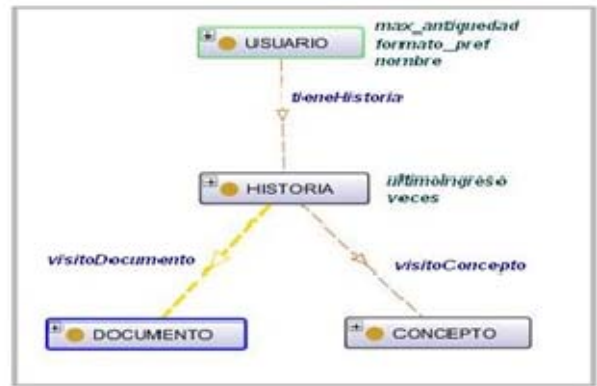 USUARIO
max_antiguedad
formato_pref
nombre
tieneHistoria
HISTORIA
ultimoIngreso
veces
visitoDocumento
visitoConcepto
DOCUMENTO
CONCEPTO